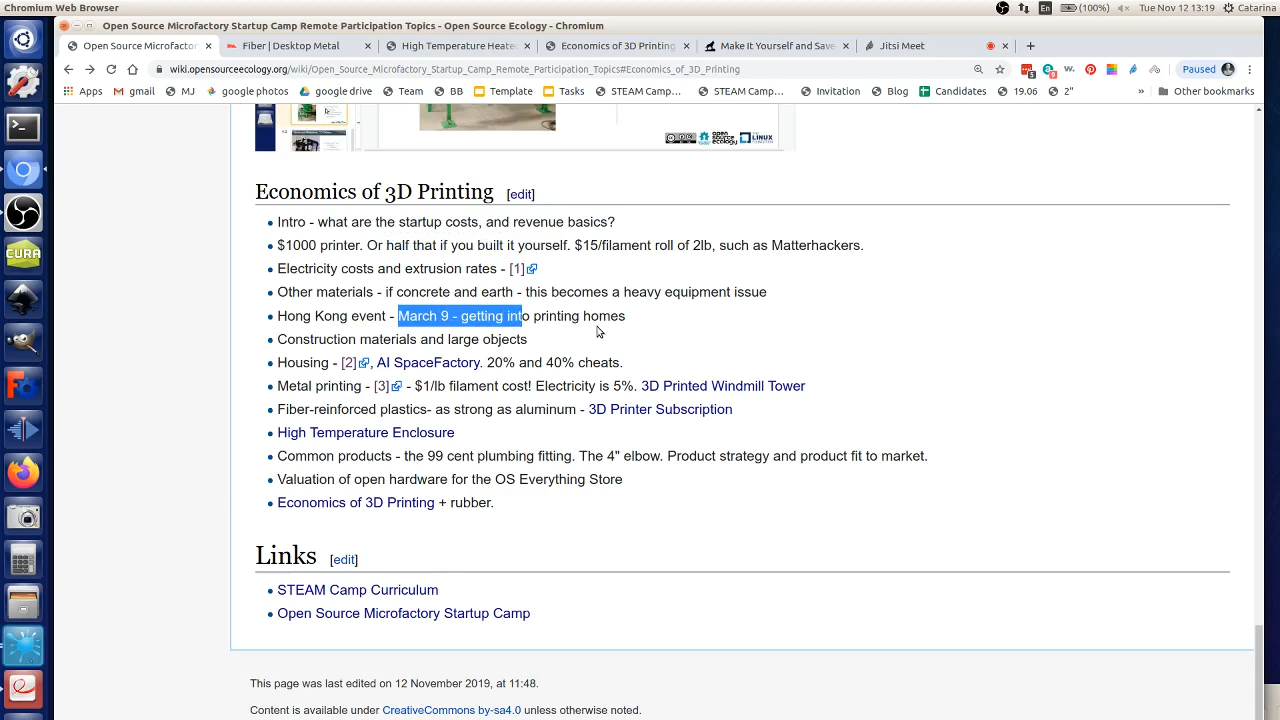 Chromium Web Browser
En (100%) Tue Nov 12 13:19 Catarina
Open Source Microfactory Startup Camp Remote Participation Topics - Open Source Ecology - Chromium
Open Source Microfactor Fiber | Desktop Metal High Temperature Heate Economics of 3D Printing Make It Yourself and Save Jitsi Meet
wiki.opensourceecology.org/wiki/Open_Source_Microfactory_Startup_Camp_Remote_Participation_Topics#Economics_of_3D_Printing Paused
Apps gmail MJ google photos google drive Team BB Template Tasks STEAM Camp... STEAM Camp... Invitation Blog Candidates 19.06 2" » Other bookmarks
OPEN SOURCE ECOLOGY LINUX
Economics of 3D Printing [edit]
Intro - what are the startup costs, and revenue basics?
$1000 printer. Or half that if you built it yourself. $15/filament roll of 2lb, such as Matterhackers.
Electricity costs and extrusion rates - [1]
Other materials - if concrete and earth - this becomes a heavy equipment issue
Hong Kong event - March 9 - getting into printing homes
Construction materials and large objects
Housing - [2], AI SpaceFactory. 20% and 40% cheats.
Metal printing - [3] - $1/lb filament cost! Electricity is 5%. 3D Printed Windmill Tower
Fiber-reinforced plastics- as strong as aluminum - 3D Printer Subscription
High Temperature Enclosure
Common products - the 99 cent plumbing fitting. The 4" elbow. Product strategy and product fit to market.
Valuation of open hardware for the OS Everything Store
Economics of 3D Printing + rubber.
Links [edit]
STEAM Camp Curriculum
Open Source Microfactory Startup Camp
This page was last edited on 12 November 2019, at 11:48.
Content is available under CreativeCommons by-sa4.0 unless otherwise noted.
CURA